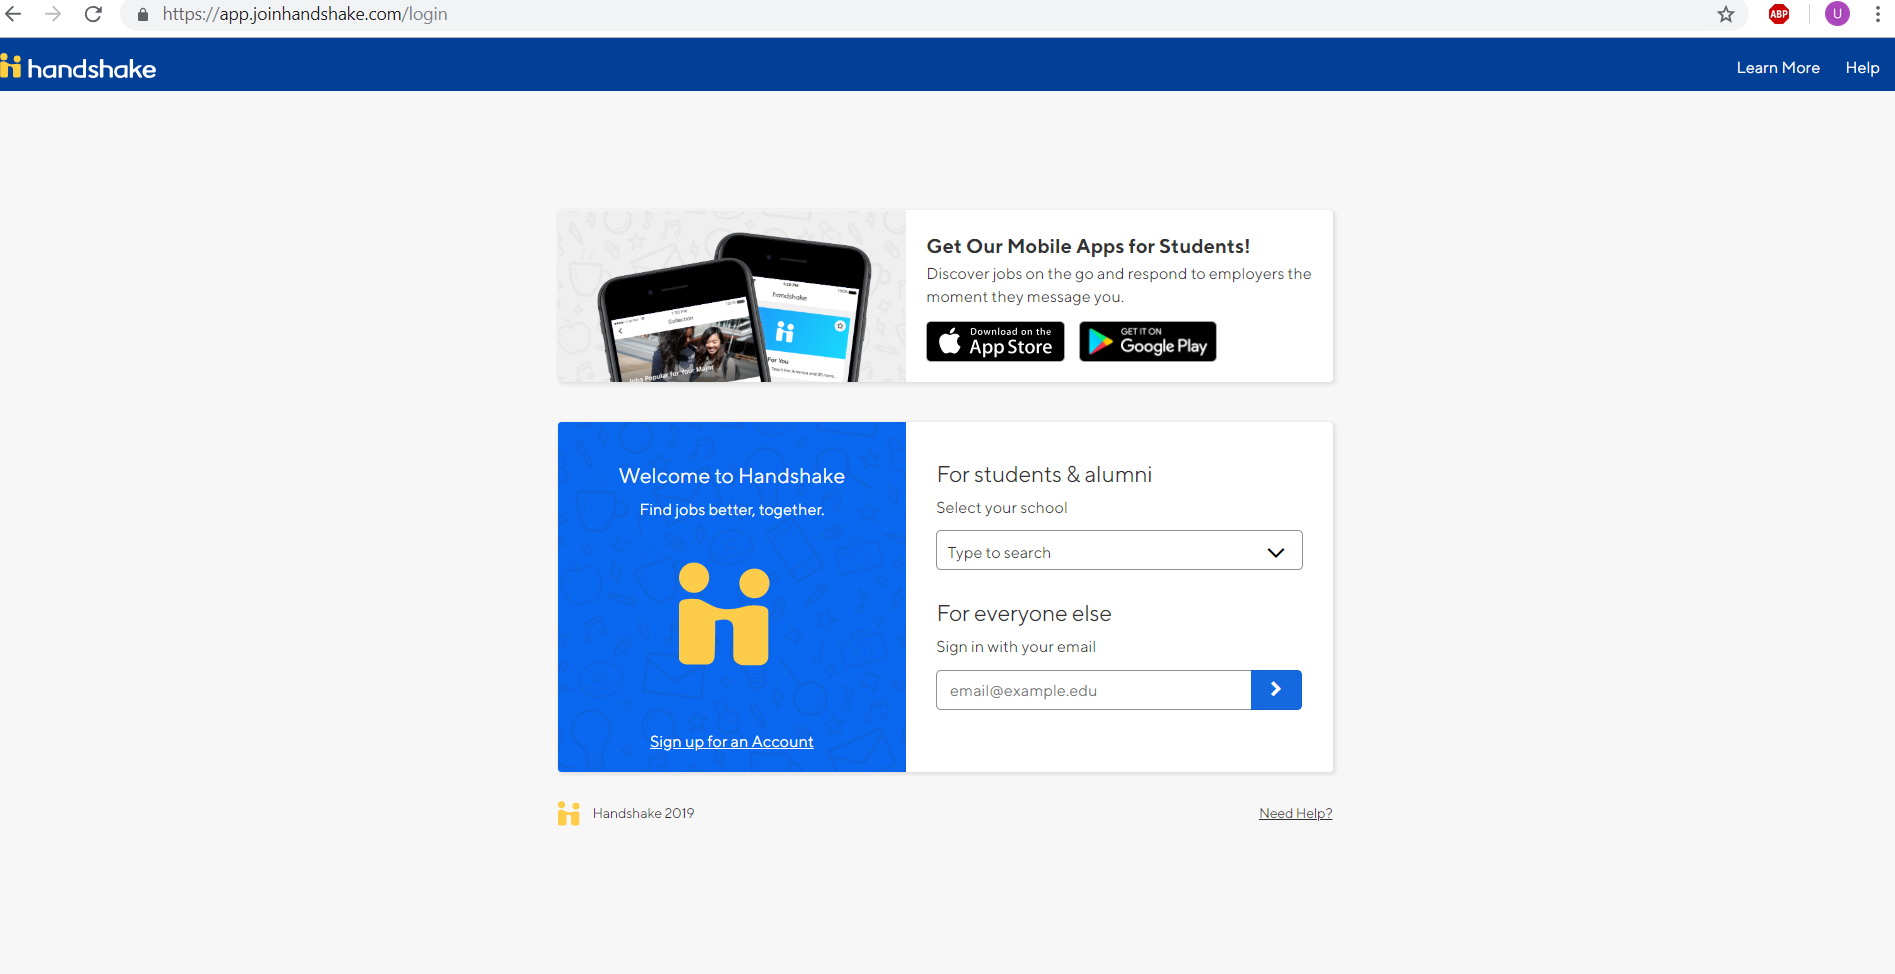 https://app.joinhandshake.com/login
ABP
U
handshake
Learn More
Help
Get Our Mobile Apps for Students!
Discover jobs on the go and respond to employers the
moment they message you.
Download on the
App Store
GET IT ON
Google Play
1:20 PM
handshake
Collection
For You
Jobs Popular for Your Major
Welcome to Handshake
Find jobs better, together.
Sign up for an Account
For students & alumni
Select your school
Type to search
For everyone else
Sign in with your email
email@example.edu
Handshake 2019
Need Help?